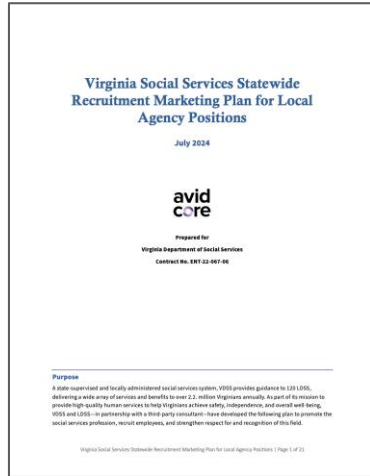 Virginia Social Services Statewide
Recruitment Marketing Plan for Local
Agency Positions
July 2024
avid
core
Prepared for
Virginia Department of Social Services
Contract No. ERT-22-067-06
Purpose
A state-supervised and locally administered social services system, VDSS provides guidance to 120 LDSS,
delivering a wide array of services and benefits to over 2.2. million Virginians annually. As part of its mission to
provide high-quality human services to help Virginians achieve safety, independence, and overall well-being,
VDSS and LDSS—in partnership with a third-party consultant—have developed the following plan to promote the
social services profession, recruit employees, and strengthen respect for and recognition of this field.
Virginia Social Services Statewide Recruitment Marketing Plan for Local Agency Positions | Page 1 of 21